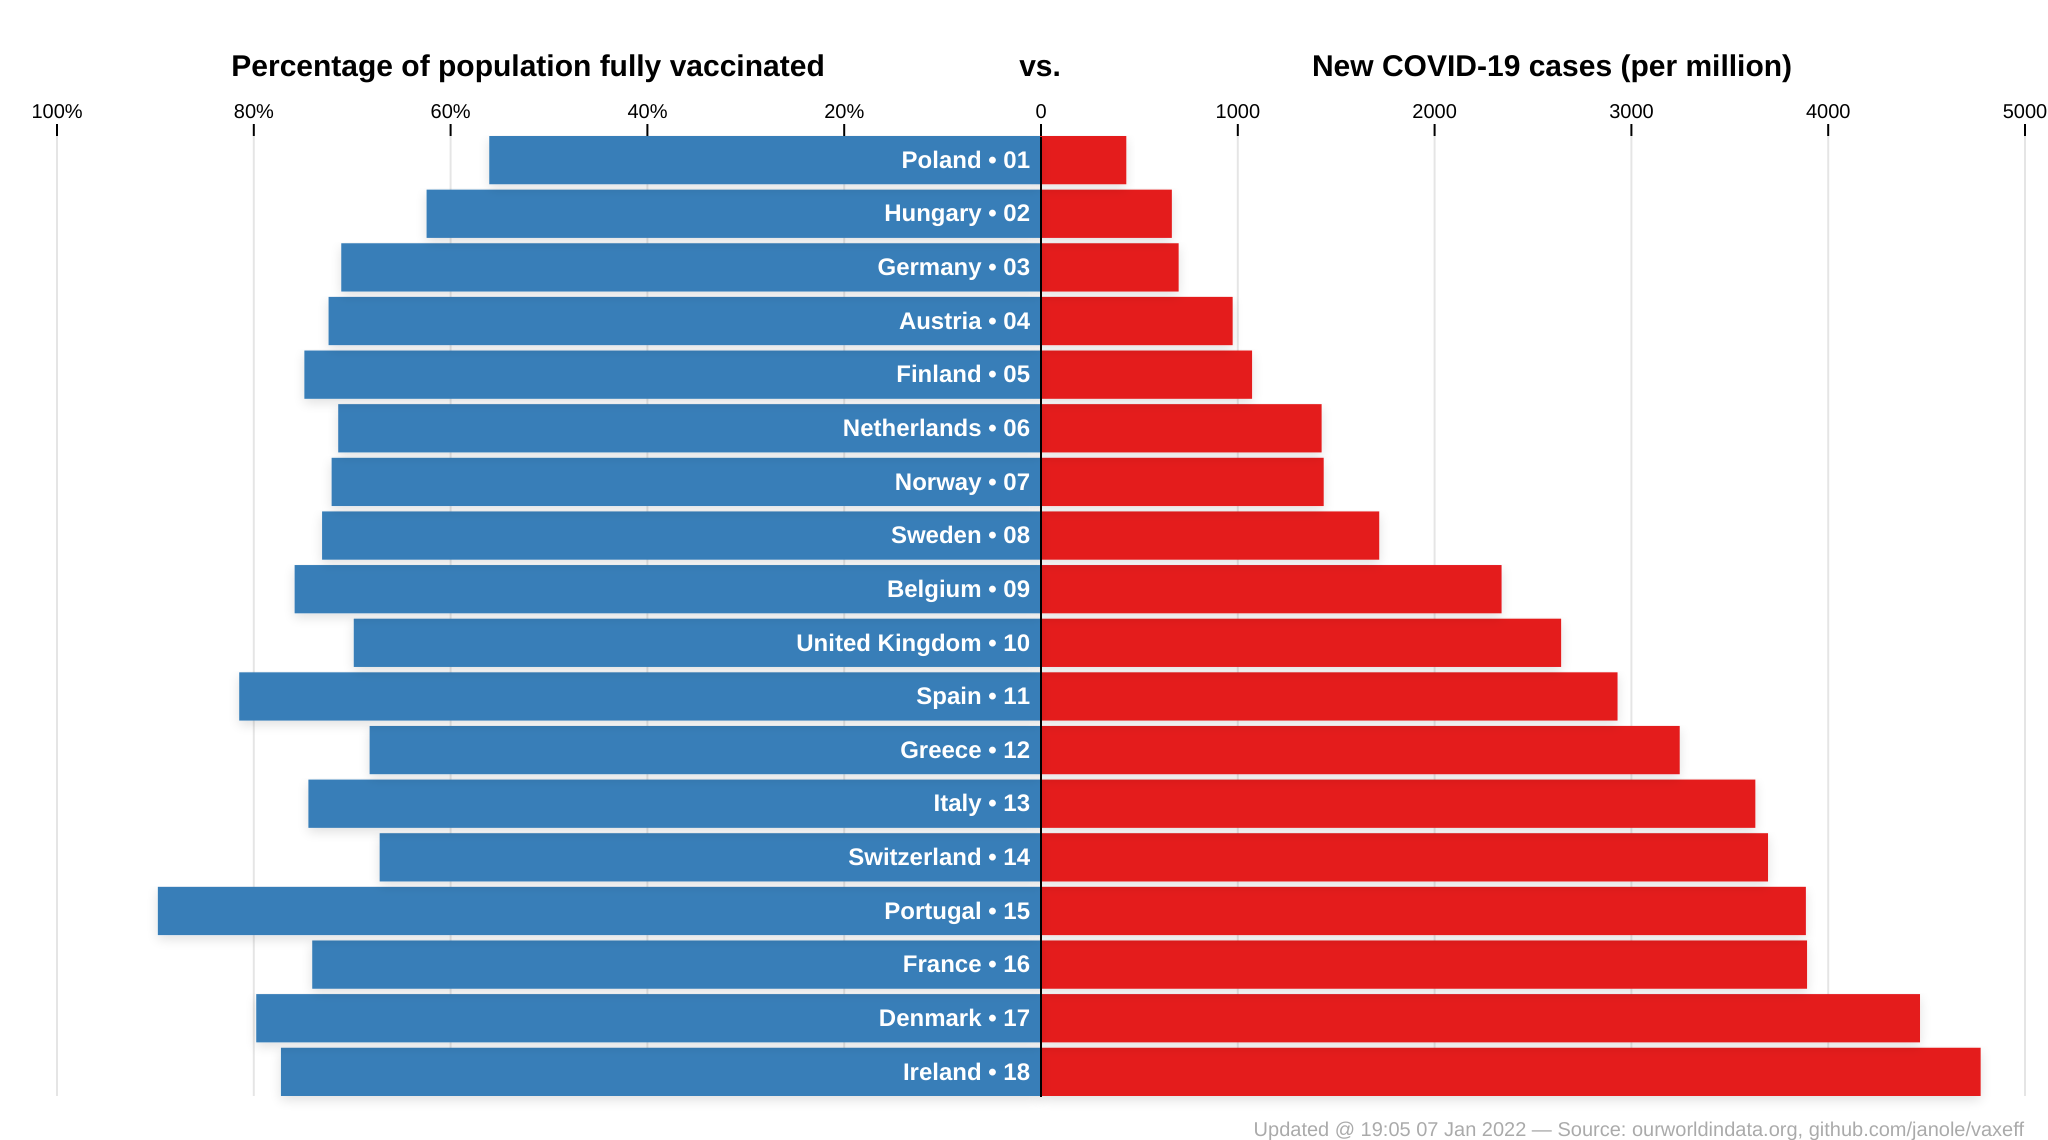 Percentage of population fully vaccinated vs. New COVID-19 cases (per million)
100% 80% 60% 40% 20% 0 1000 2000 3000 4000 5000
Poland • 01
Hungary • 02
Germany • 03
Austria • 04
Finland • 05
Netherlands • 06
Norway • 07
Sweden • 08
Belgium • 09
United Kingdom • 10
Spain • 11
Greece • 12
Italy • 13
Switzerland • 14
Portugal • 15
France • 16
Denmark • 17
Ireland • 18
Updated @ 19:05 07 Jan 2022 — Source: ourworldindata.org, github.com/janole/vaxeff